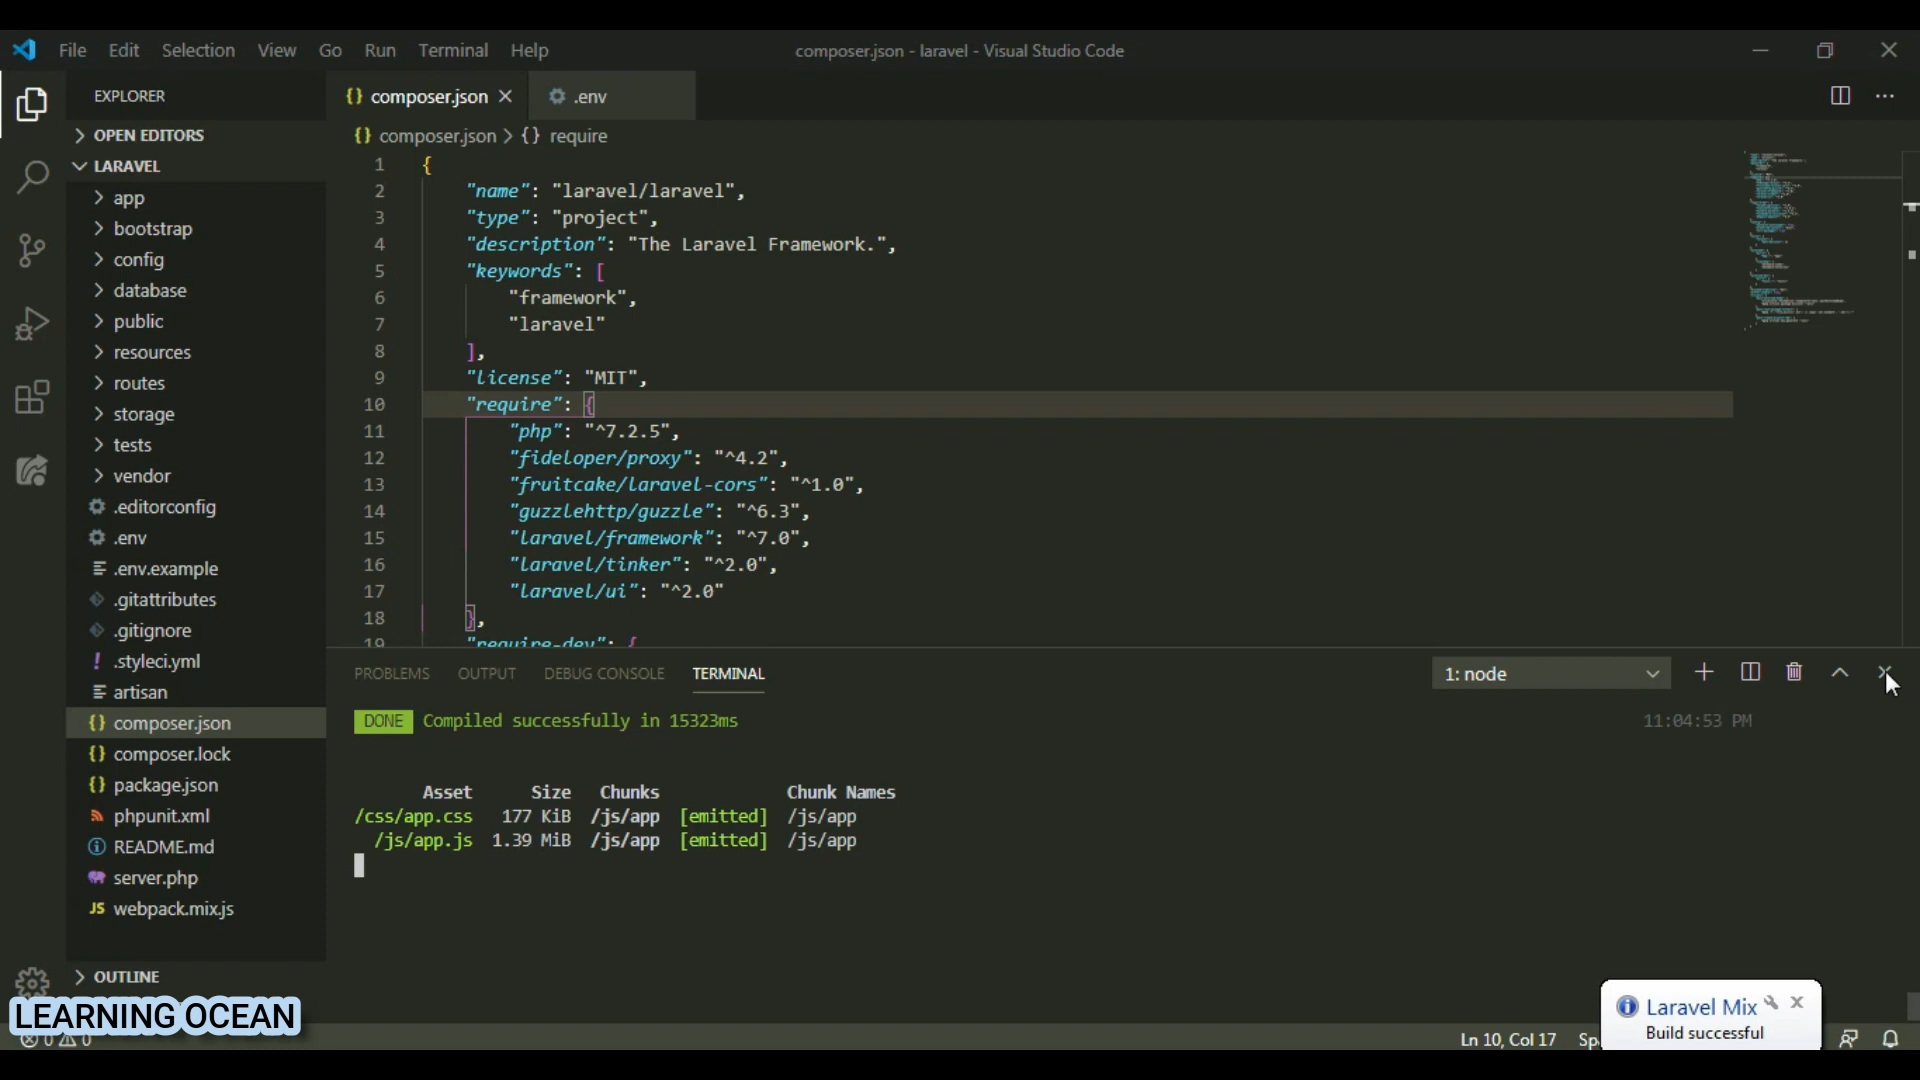 File Edit Selection View Go Run Terminal Help
composer.json - laravel - Visual Studio Code
EXPLORER
OPEN EDITORS
LARAVEL
app
bootstrap
config
database
public
resources
routes
storage
tests
vendor
.editorconfig
.env
.env.example
.gitattributes
.gitignore
.styleci.yml
artisan
composer.json
composer.lock
package.json
phpunit.xml
README.md
server.php
JS webpack.mix.js
OUTLINE
LEARNING OCEAN
0 0
{} composer.json
.env
{} composer.json > {} require
1 {
2 "name": "laravel/laravel",
3 "type": "project",
4 "description": "The Laravel Framework.",
5 "keywords": [
6 "framework",
7 "laravel"
8 ],
9 "license": "MIT",
10 "require": {
11 "php": "^7.2.5",
12 "fideloper/proxy": "^4.2",
13 "fruitcake/laravel-cors": "^1.0",
14 "guzzlehttp/guzzle": "^6.3",
15 "laravel/framework": "^7.0",
16 "laravel/tinker": "^2.0",
17 "laravel/ui": "^2.0"
18 },
19 "require-dev": {
PROBLEMS OUTPUT DEBUG CONSOLE TERMINAL
1: node
DONE Compiled successfully in 15323ms 11:04:53 PM
Asset Size Chunks Chunk Names
/css/app.css 177 KiB /js/app [emitted] /js/app
/js/app.js 1.39 MiB /js/app [emitted] /js/app
Laravel Mix
Build successful
Ln 10, Col 17